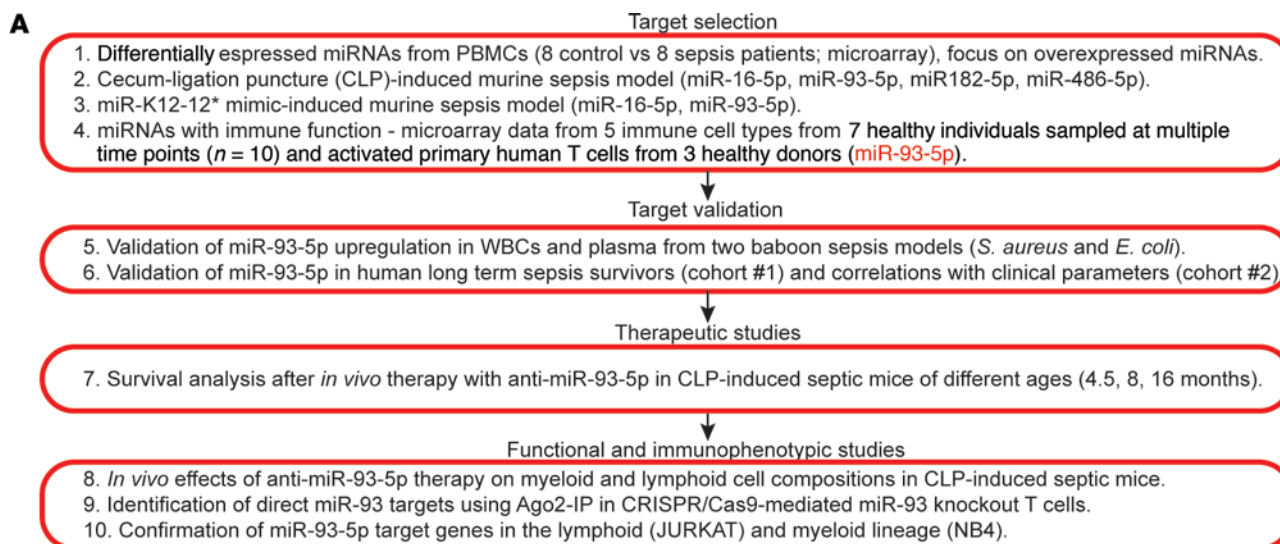 A
Target selection
1. Differentially espressed miRNAs from PBMCs (8 control vs 8 sepsis patients; microarray), focus on overexpressed miRNAs.
2. Cecum-ligation puncture (CLP)-induced murine sepsis model (miR-16-5p, miR-93-5p, miR182-5p, miR-486-5p).
3. miR-K12-12* mimic-induced murine sepsis model (miR-16-5p, miR-93-5p).
4. miRNAs with immune function - microarray data from 5 immune cell types from 7 healthy individuals sampled at multiple
time points (n = 10) and activated primary human T cells from 3 healthy donors (miR-93-5p).
Target validation
5. Validation of miR-93-5p upregulation in WBCs and plasma from two baboon sepsis models (S. aureus and E. coli).
6. Validation of miR-93-5p in human long term sepsis survivors (cohort #1) and correlations with clinical parameters (cohort #2)
Therapeutic studies
7. Survival analysis after in vivo therapy with anti-miR-93-5p in CLP-induced septic mice of different ages (4.5, 8, 16 months).
Functional and immunophenotypic studies
8. In vivo effects of anti-miR-93-5p therapy on myeloid and lymphoid cell compositions in CLP-induced septic mice.
9. Identification of direct miR-93 targets using Ago2-IP in CRISPR/Cas9-mediated miR-93 knockout T cells.
10. Confirmation of miR-93-5p target genes in the lymphoid (JURKAT) and myeloid lineage (NB4).